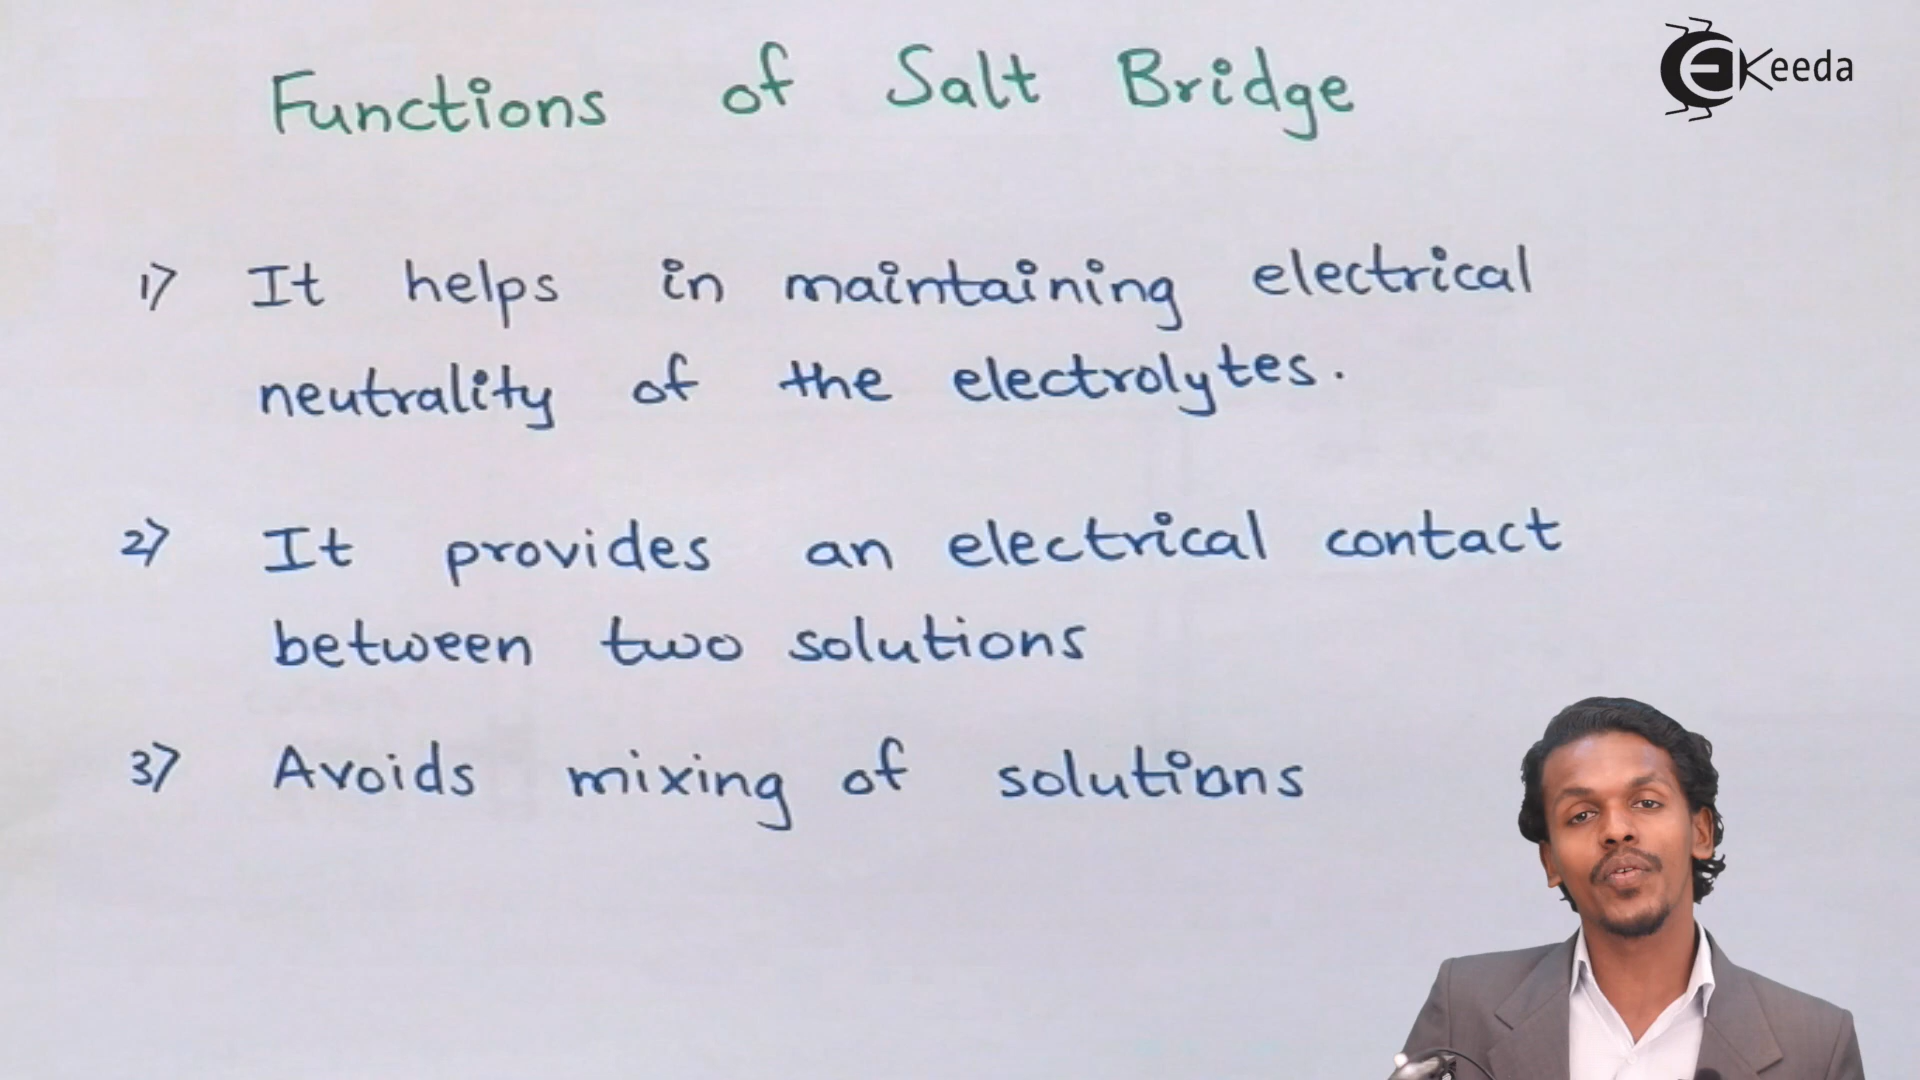 Functions of Salt Bridge
EKeeda
1) It helps in maintaining electrical
neutrality of the electrolytes.
2) It provides an electrical contact
between two solutions
3) Avoids mixing of solutions